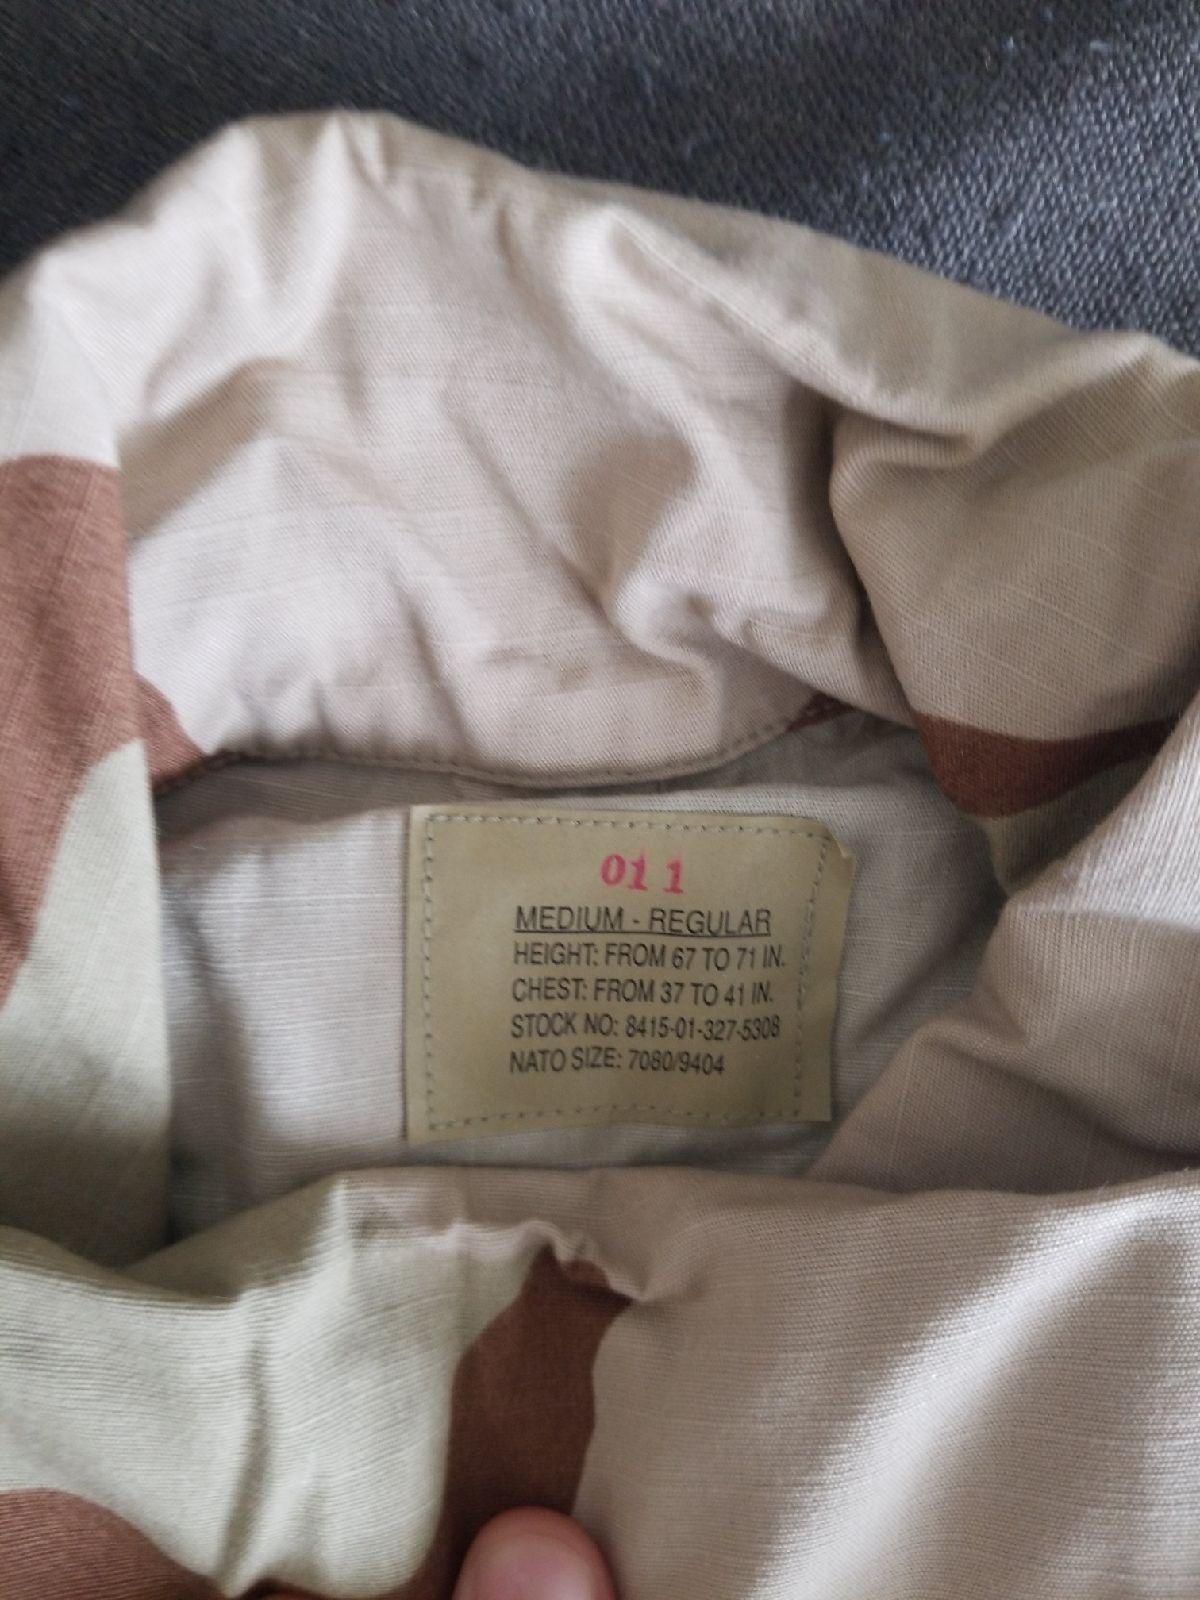 01 1
MEDIUM - REGULAR
HEIGHT: FROM 67 TO 71 IN.
CHEST: FROM 37 TO 41 IN.
STOCK NO: 8415-01-327-5308
NATO SIZE: 7080/9404